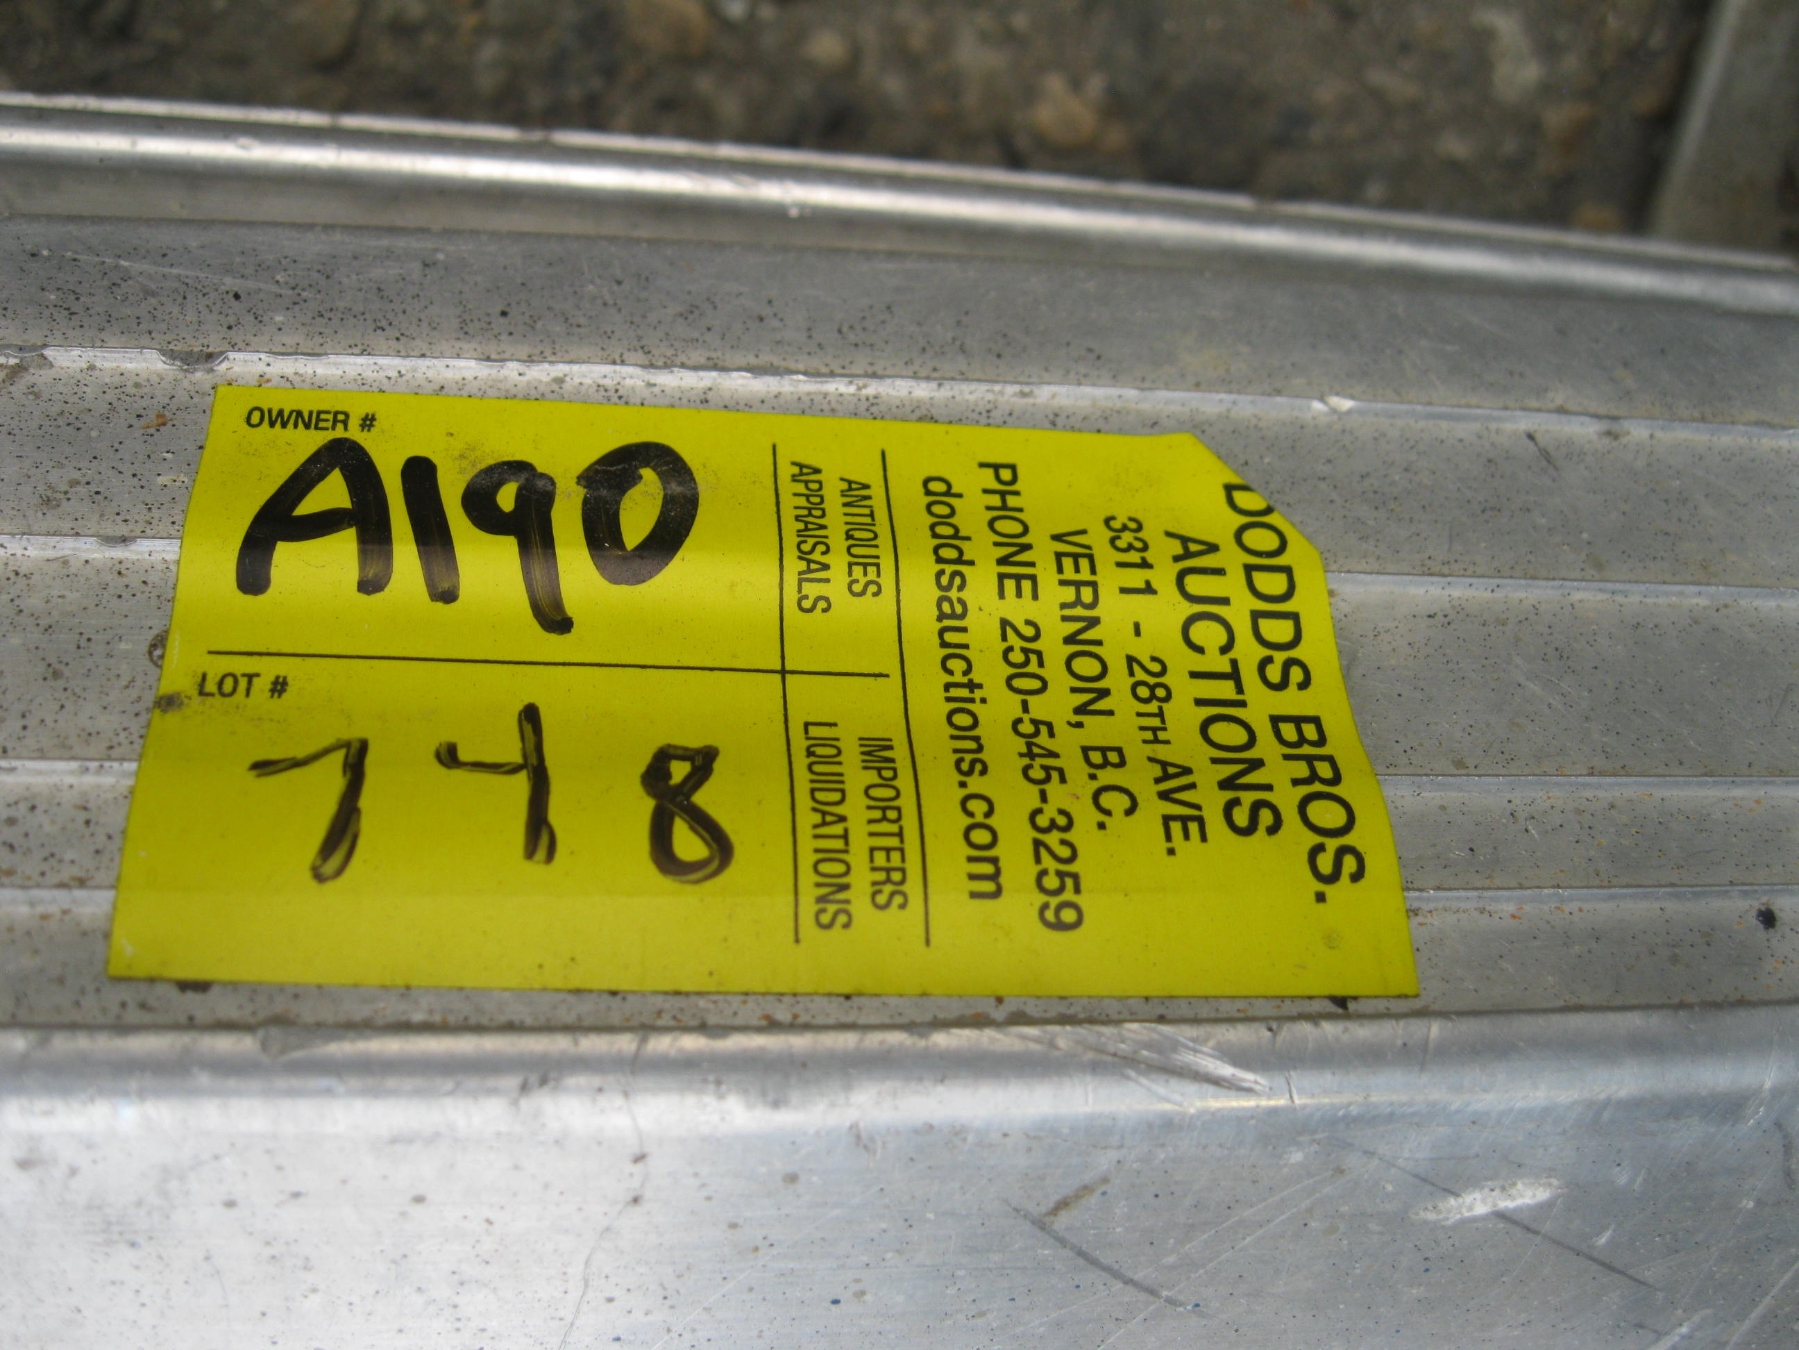 OWNER #
A190
LOT #
748
DODDS BROS.
AUCTIONS
3311 - 28TH AVE.
VERNON, B.C.
PHONE 250-545-3259
doddsauctions.com
ANTIQUES
APPRAISALS
IMPORTERS
LIQUIDATIONS